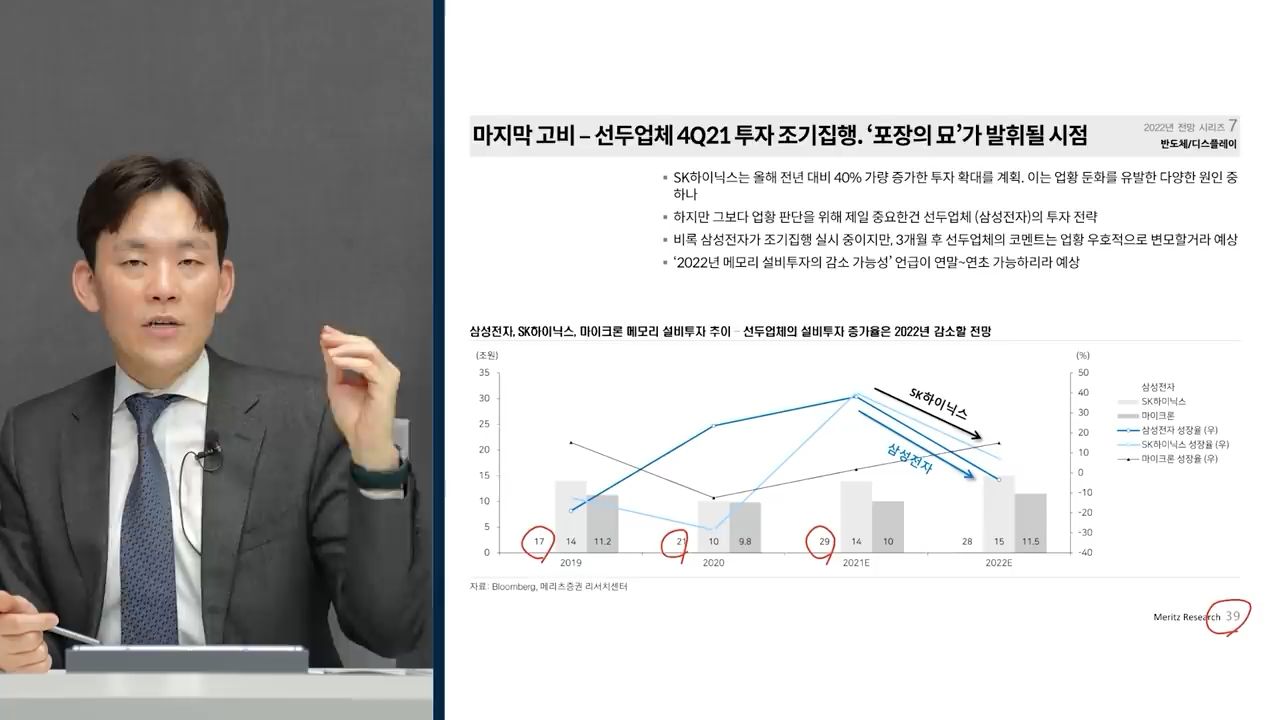 마지막 고비 – 선두업체 4Q21 투자 조기집행. ‘포장의 묘’가 발휘될 시점
2022년 전망 시리즈 7
반도체/디스플레이
▪ SK하이닉스는 올해 전년 대비 40% 가량 증가한 투자 확대를 계획. 이는 업황 둔화를 유발한 다양한 원인 중
하나
▪ 하지만 그보다 업황 판단을 위해 제일 중요한건 선두업체 (삼성전자)의 투자 전략
▪ 비록 삼성전자가 조기집행 실시 중이지만, 3개월 후 선두업체의 코멘트는 업황 우호적으로 변모할거라 예상
▪ ‘2022년 메모리 설비투자의 감소 가능성’ 언급이 연말~연초 가능하리라 예상
삼성전자, SK하이닉스, 마이크론 메모리 설비투자 추이 – 선두업체의 설비투자 증가율은 2022년 감소할 전망
(조원)
(%)
35
30
25
20
15
10
5
0
SK하이닉스
삼성전자
17 14 11.2
21 10 9.8
29 14 10
28 15 11.5
2019 2020 2021E 2022E
50
40
30
20
10
0
-10
-20
-30
-40
삼성전자
SK하이닉스
마이크론
삼성전자 성장율 (우)
SK하이닉스 성장율 (우)
마이크론 성장율 (우)
자료: Bloomberg, 메리츠증권 리서치센터
Meritz Research 39